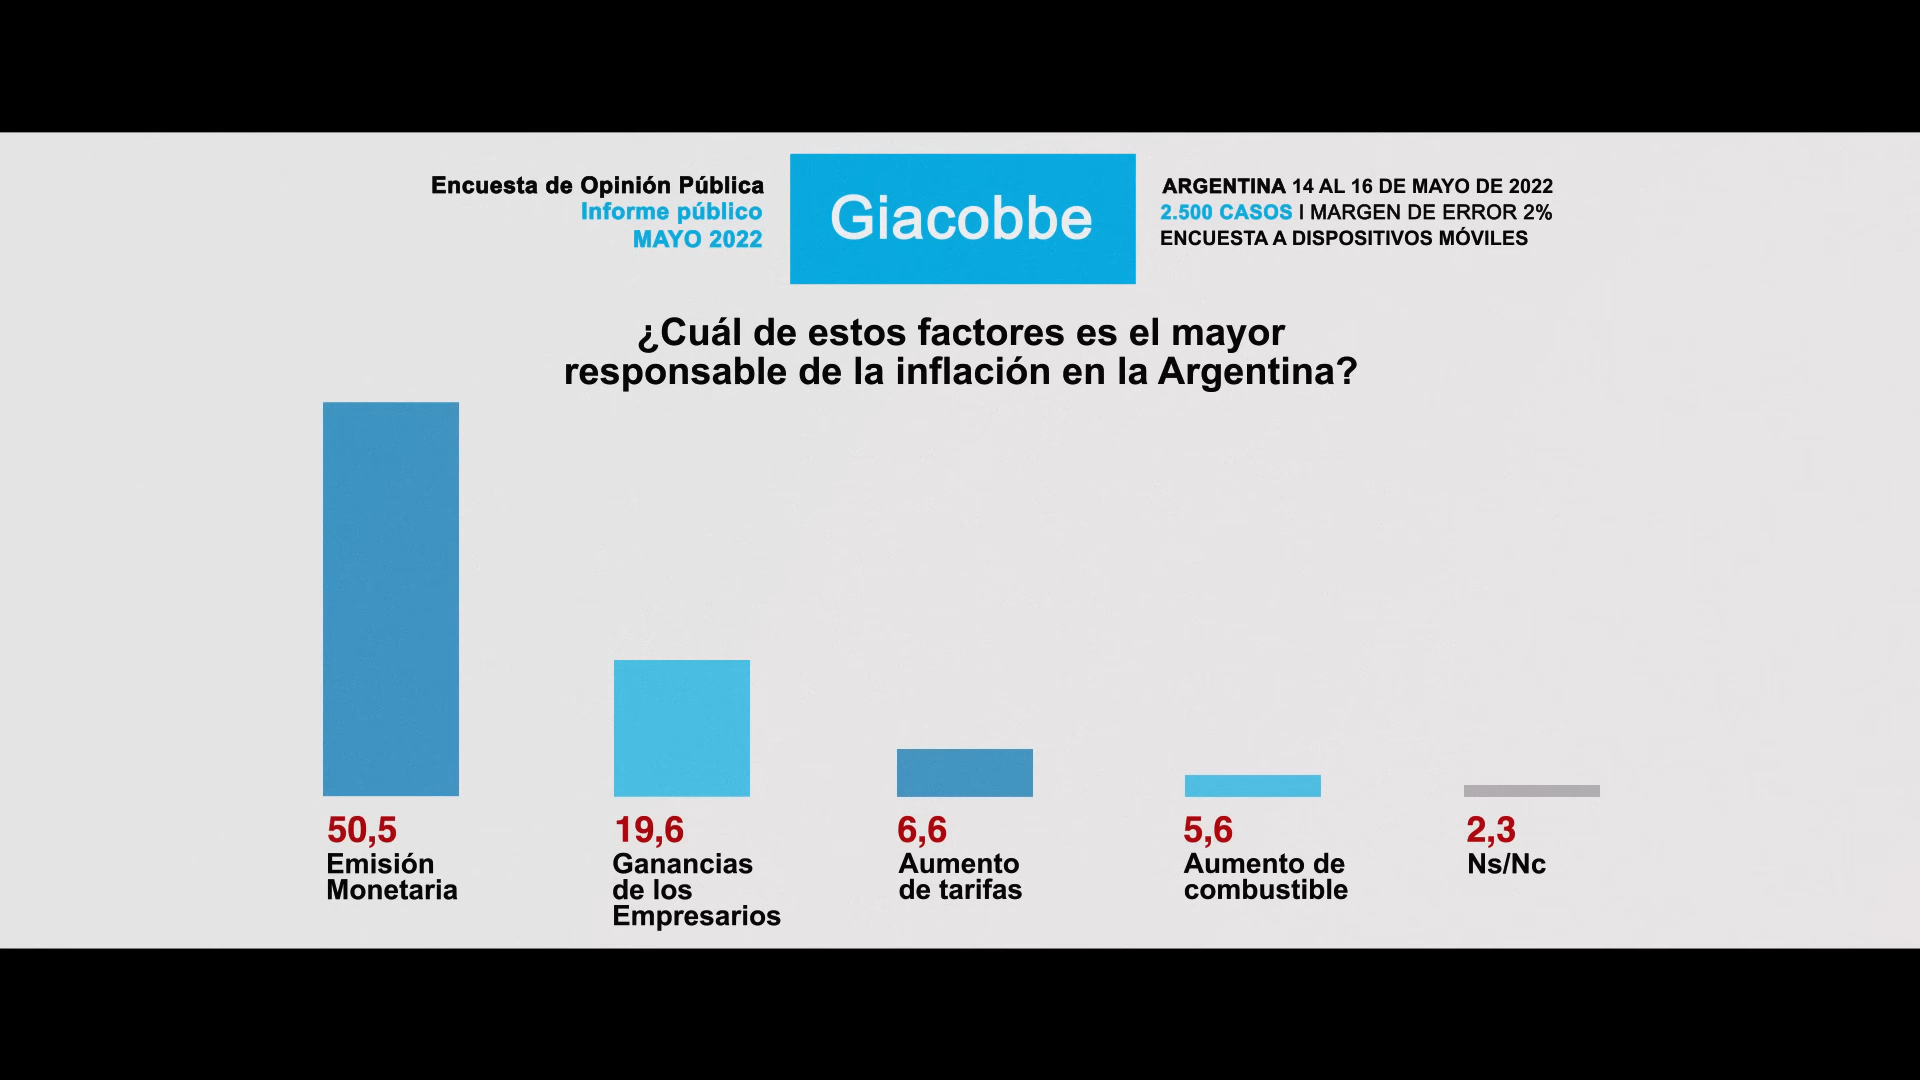 Encuesta de Opinión Pública
Informe público
MAYO 2022
Giacobbe
ARGENTINA 14 AL 16 DE MAYO DE 2022
2.500 CASOS I MARGEN DE ERROR 2%
ENCUESTA A DISPOSITIVOS MÓVILES
¿Cuál de estos factores es el mayor
responsable de la inflación en la Argentina?
50,5
Emisión
Monetaria
19,6
Ganancias
de los
Empresarios
6,6
Aumento
de tarifas
5,6
Aumento de
combustible
2,3
Ns/Nc